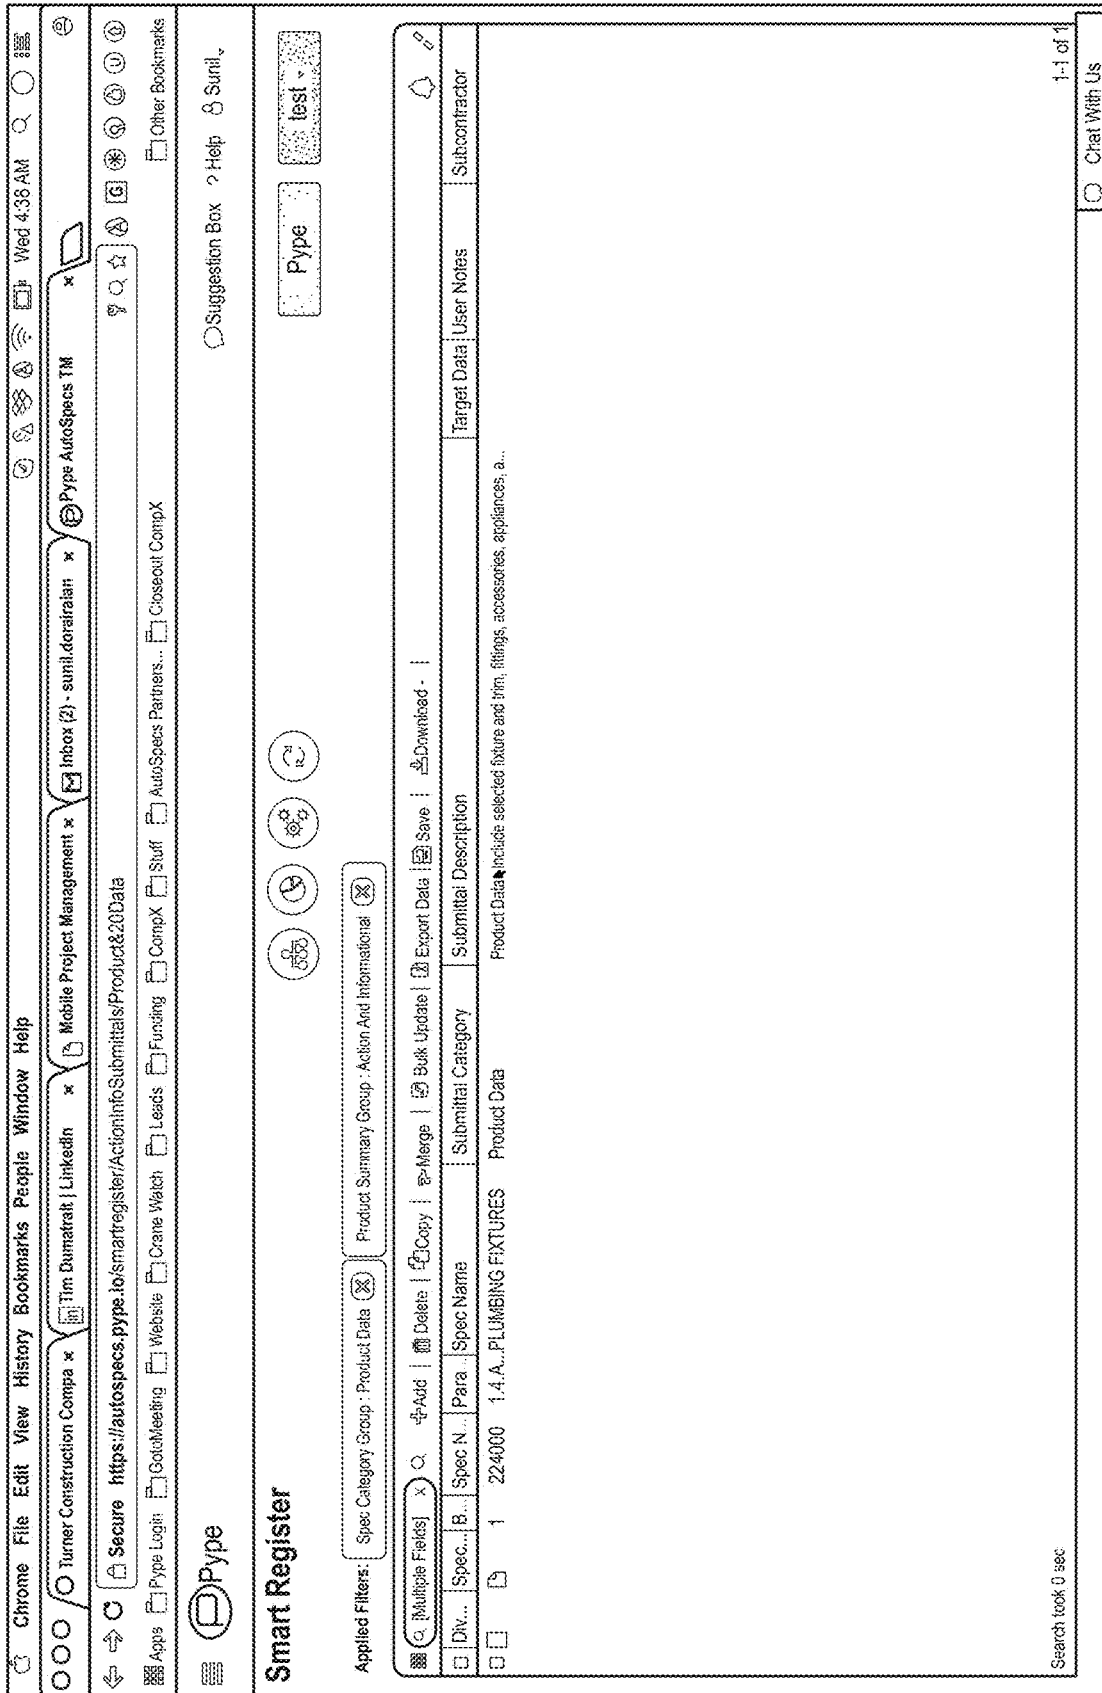 Chrome File Edit View History Bookmarks People Window Help Wed 4:38 AM
Turner Construction Compa x Tim Dumatrait | LinkedIn x Mobile Project Management x Inbox (2) - sunil.dorairajan x Pype AutoSpecs TM x
Secure https://autospecs.pype.io/smartregister/ActionInfoSubmittals/Product&20Data
Apps Pype Login GotoMeeting Website Crane Watch Leads Funding CompX Stuff AutoSpecs Partners... Closeout CompX Other Bookmarks
Pype Suggestion Box ? Help Sunil
Smart Register Pype test
Applied Filters: Spec Category Group : Product Data Product Summary Group : Action And Informational
[Multiple Fields] x Add | Delete | Copy | Merge | Bulk Update | Export Data | Save | Download - |
Div... Spec... B... Spec N... Para ... Spec Name Submittal Category Submittal Description Target Data User Notes Subcontractor
1 224000 1.4.A...PLUMBING FIXTURES Product Data Product Data Include selected fixture and trim, fittings, accessories, appliances, a...
Search took 0 sec 1-1 of 1
Chat With Us